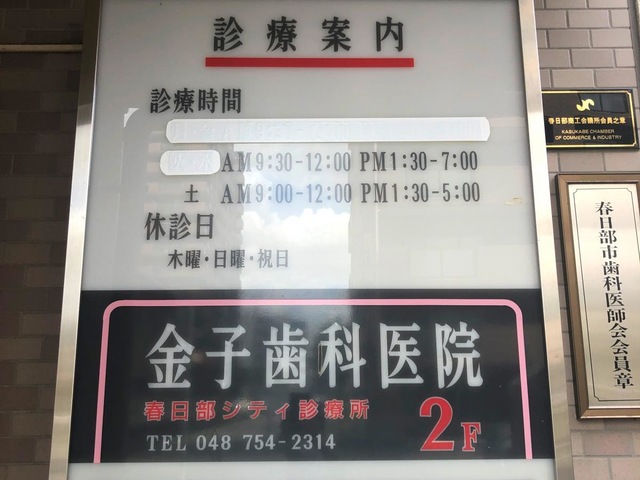 診療案内
診療時間
AM9:30-12:00 PM1:30-7:00
土 AM9:00-12:00 PM1:30-5:00
休診日
木曜・日曜・祝日
金子歯科医院
春日部シティ診療所
TEL 048 754-2314
2F
春日部商工会議所会員之章
KASUKABE CHAMBER
OF COMMERCE & INDUSTRY
春日部市歯科医師会会員章